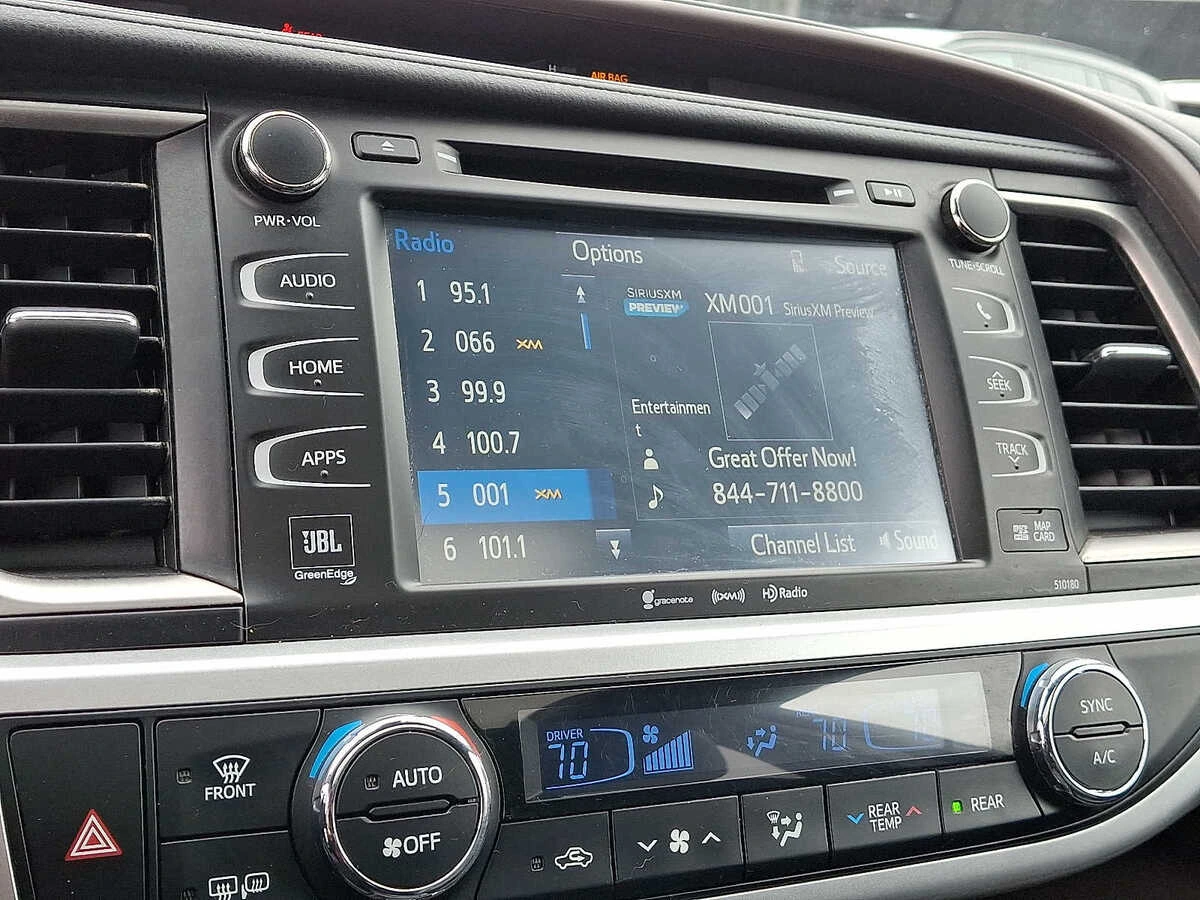 AIR BAG
PWR·VOL
AUDIO
HOME
APPS
JBL
GreenEdge
Radio
Options
Source
1 95.1
2 066 XM
3 99.9
4 100.7
5 001 XM
6 101.1
SIRIUSXM
PREVIEW
XM001 SiriusXM Preview
Entertainmen
t
Great Offer Now!
844-711-8800
Channel List
Sound
gracenote
((XM))
HD Radio
TUNE·SCROLL
SEEK
TRACK
MAP
CARD
510180
FRONT
AUTO
OFF
DRIVER
70
70
REAR
TEMP
REAR
SYNC
A/C